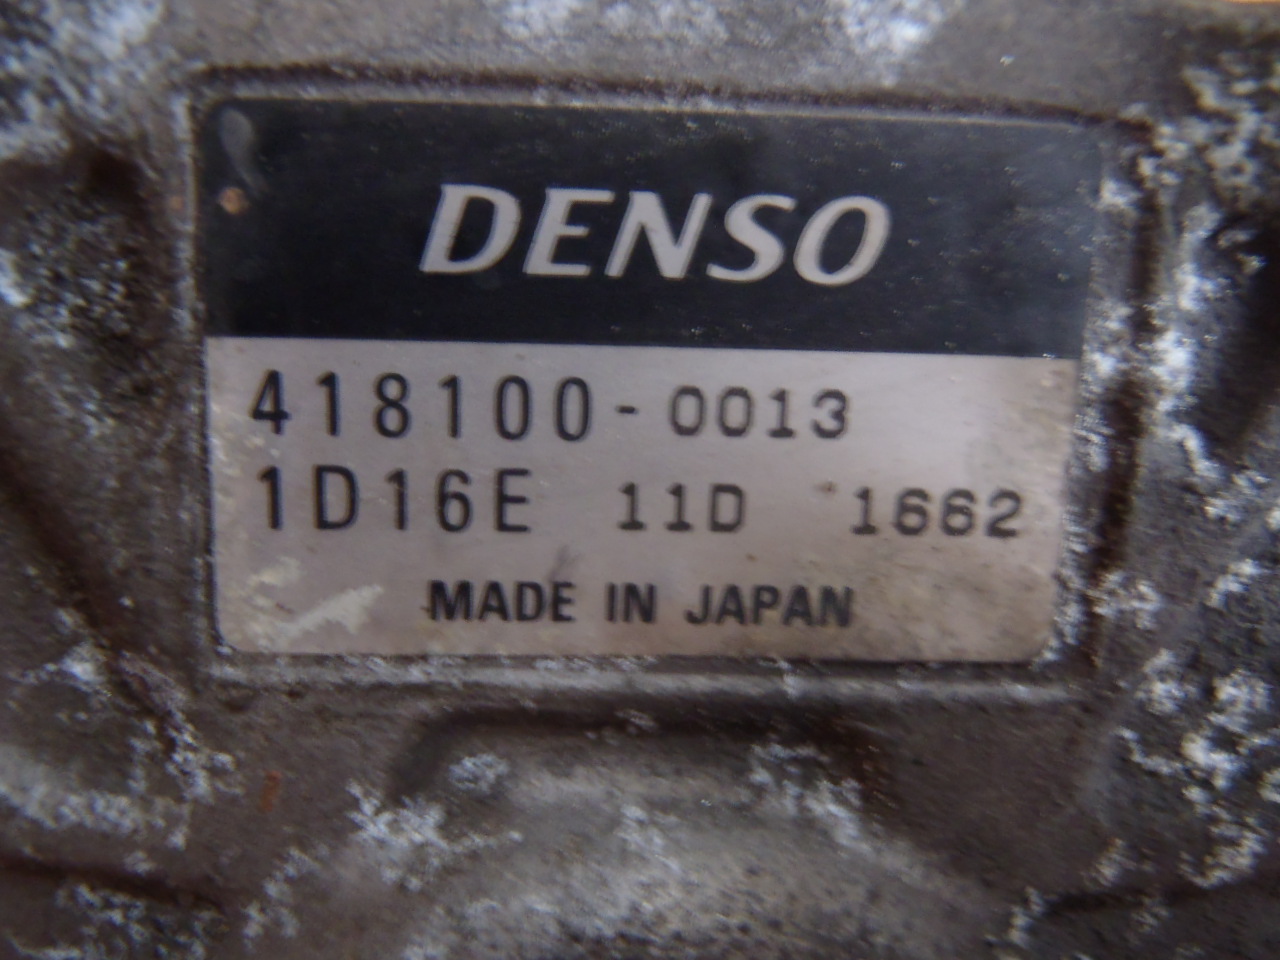 DENSO
418100-0013
1D16E 11D 1662
MADE IN JAPAN